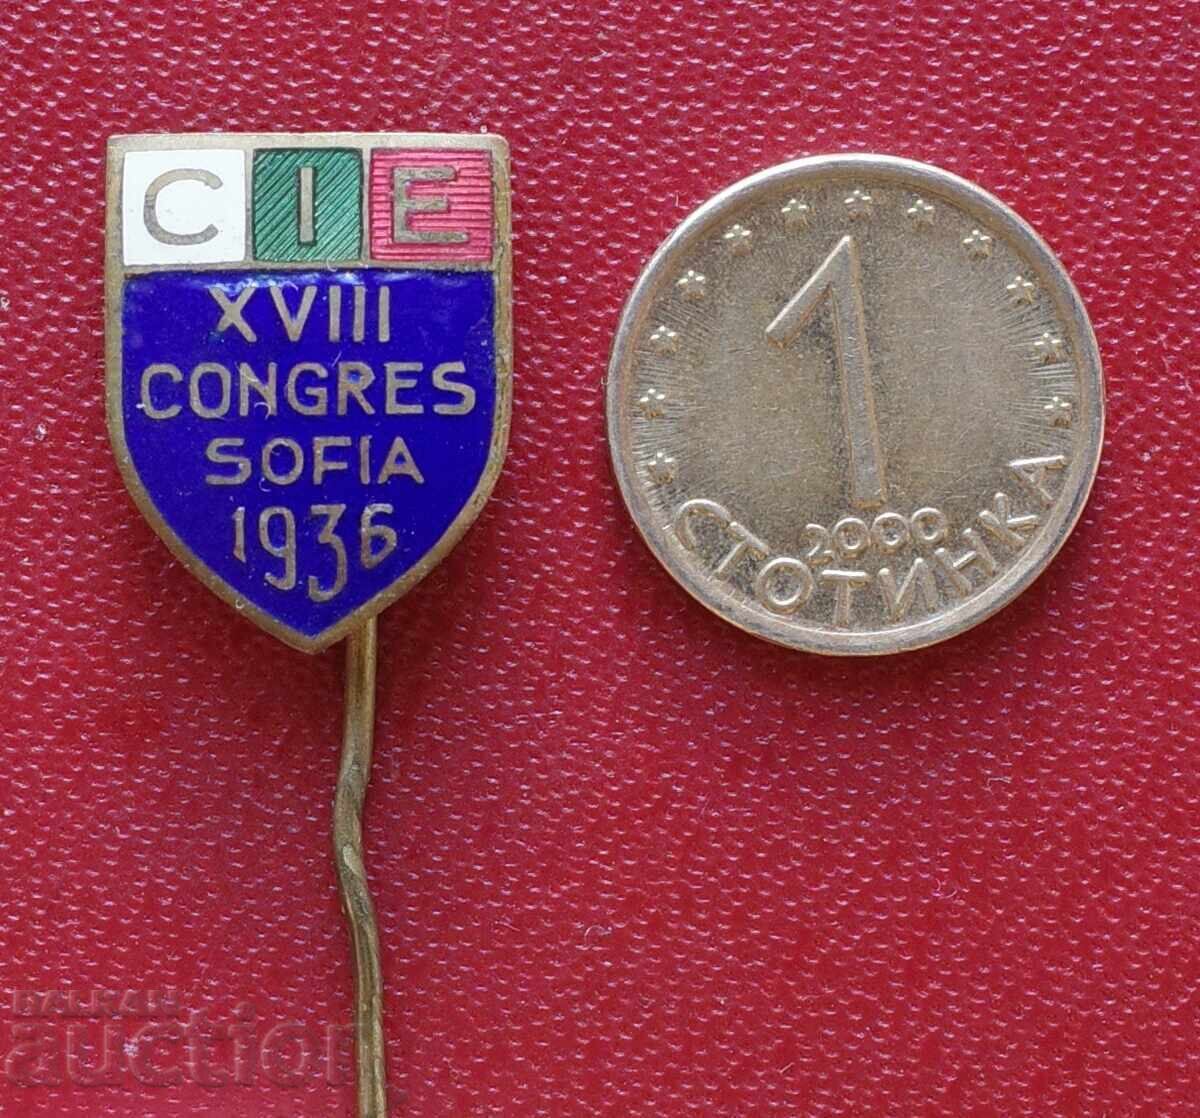 CIE
XVIII
CONGRES
SOFIA
1936
1
2000
СТОТИНКА
BALKAN
auction